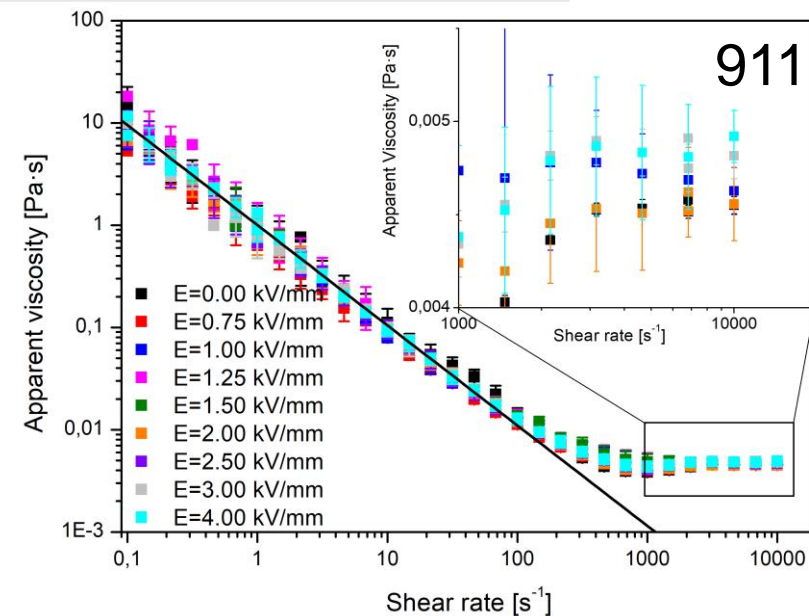 911
100
10
1
0,1
0,01
1E-3
Apparent viscosity [Pa·s]
0,1
1
10
100
1000
10000
Shear rate [s⁻¹]
E=0.00 kV/mm
E=0.75 kV/mm
E=1.00 kV/mm
E=1.25 kV/mm
E=1.50 kV/mm
E=2.00 kV/mm
E=2.50 kV/mm
E=3.00 kV/mm
E=4.00 kV/mm
Apparent Viscosity [Pa·s]
0,005
0,004
1000
10000
Shear rate [s⁻¹]